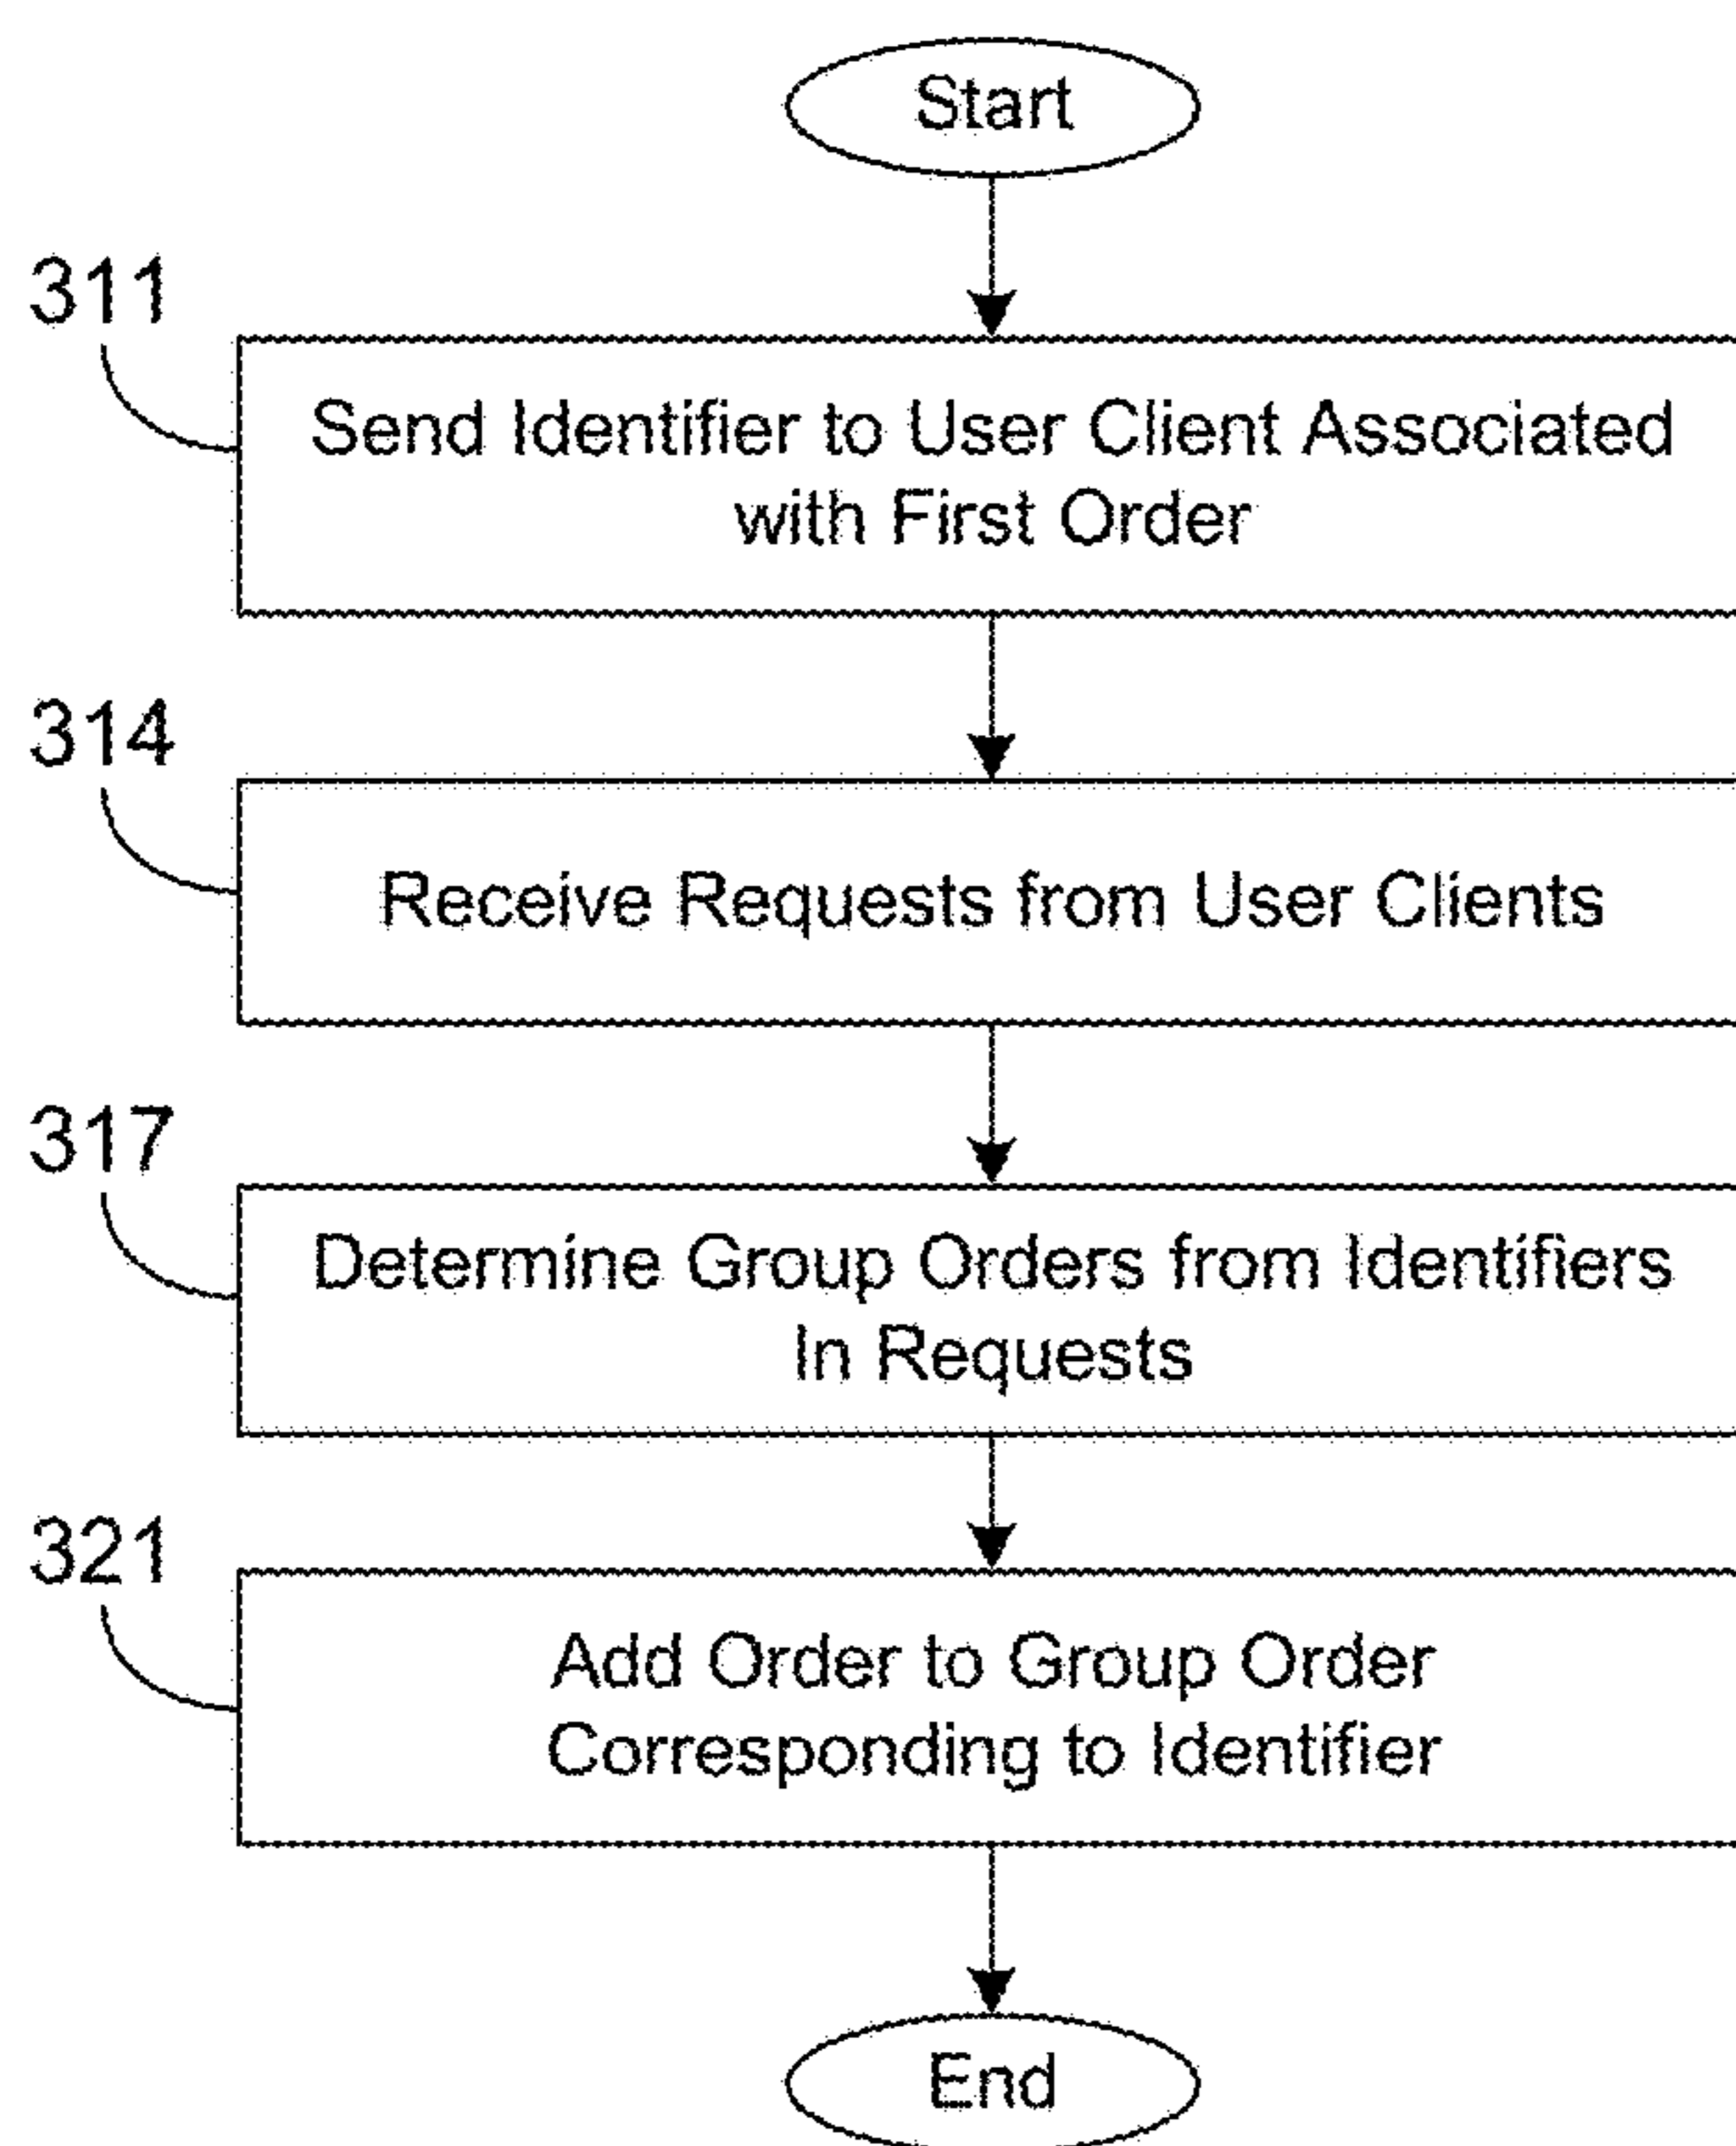 Start
311
Send Identifier to User Client Associated
with First Order
314
Receive Requests from User Clients
317
Determine Group Orders from Identifiers
In Requests
321
Add Order to Group Order
Corresponding to Identifier
End